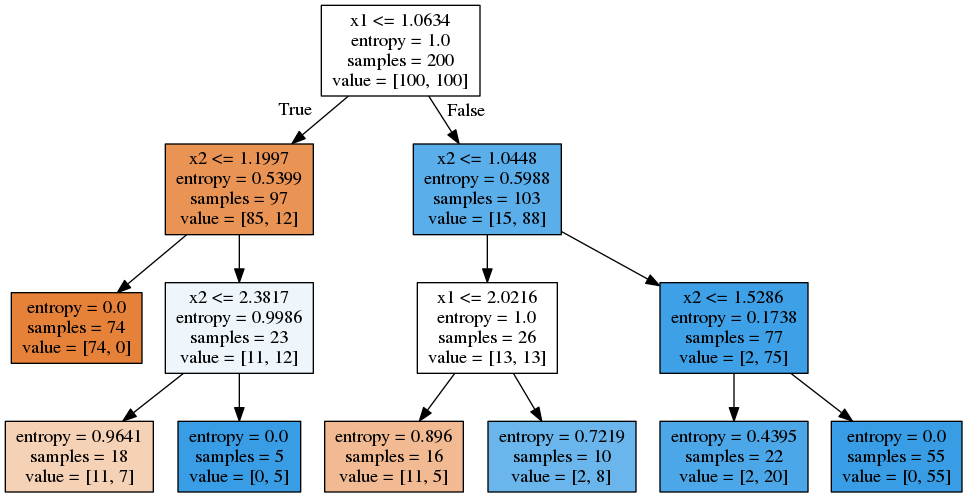 x1 <= 1.0634
entropy = 1.0
samples = 200
value = [100, 100]
True
False
x2 <= 1.1997
entropy = 0.5399
samples = 97
value = [85, 12]
x2 <= 1.0448
entropy = 0.5988
samples = 103
value = [15, 88]
entropy = 0.0
samples = 74
value = [74, 0]
x2 <= 2.3817
entropy = 0.9986
samples = 23
value = [11, 12]
x1 <= 2.0216
entropy = 1.0
samples = 26
value = [13, 13]
x2 <= 1.5286
entropy = 0.1738
samples = 77
value = [2, 75]
entropy = 0.9641
samples = 18
value = [11, 7]
entropy = 0.0
samples = 5
value = [0, 5]
entropy = 0.896
samples = 16
value = [11, 5]
entropy = 0.7219
samples = 10
value = [2, 8]
entropy = 0.4395
samples = 22
value = [2, 20]
entropy = 0.0
samples = 55
value = [0, 55]